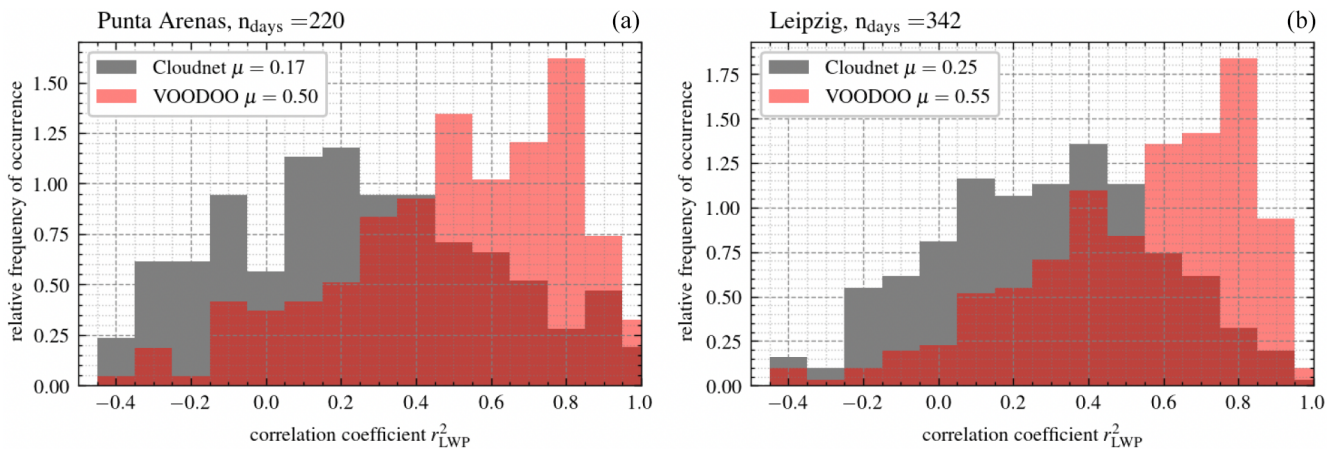 Punta Arenas, n_days =220
(a)
Cloudnet μ = 0.17
VOODOO μ = 0.50
relative frequency of occurrence
1.50
1.25
1.00
0.75
0.50
0.25
0.00
−0.4 −0.2 0.0 0.2 0.4 0.6 0.8 1.0
correlation coefficient r²_LWP
Leipzig, n_days =342
(b)
Cloudnet μ = 0.25
VOODOO μ = 0.55
relative frequency of occurrence
1.75
1.50
1.25
1.00
0.75
0.50
0.25
0.00
−0.4 −0.2 0.0 0.2 0.4 0.6 0.8 1.0
correlation coefficient r²_LWP